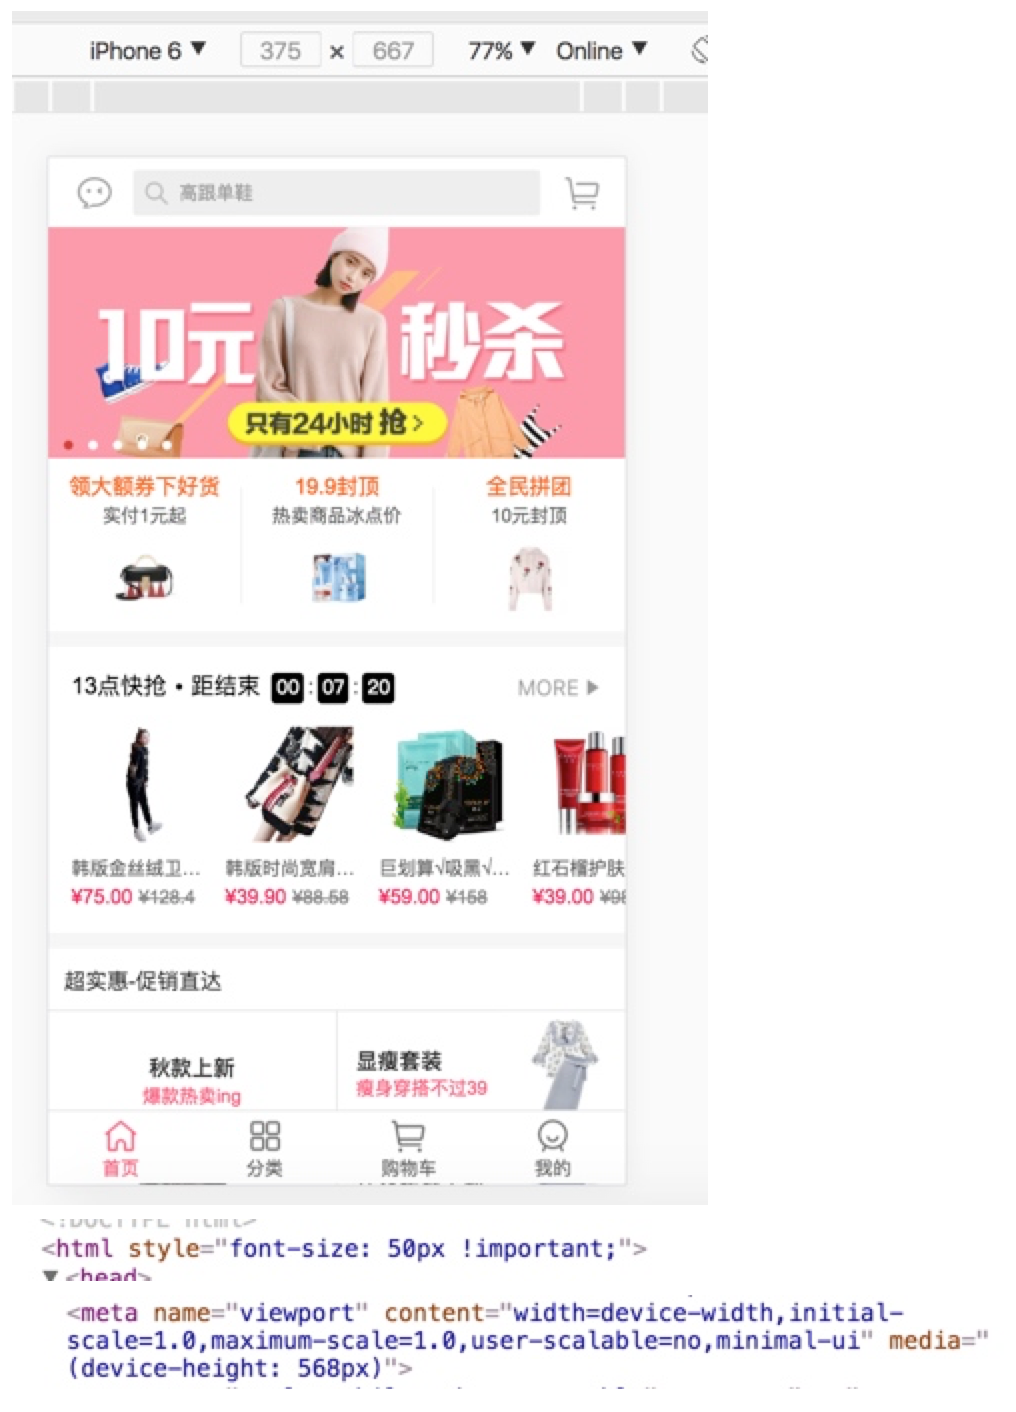 iPhone 6 ▼ 375 × 667 77% ▼ Online ▼
高跟单鞋
10元 秒杀
只有24小时 抢 >
领大额券下好货 19.9封顶 全民拼团
实付1元起 热卖商品冰点价 10元封顶
13点快抢 • 距结束 00 : 07 : 20 MORE ▶
韩版金丝绒卫... 韩版时尚宽肩... 巨划算√吸黑√... 红石榴护肤
¥75.00 ¥128.4 ¥39.90 ¥88.58 ¥59.00 ¥158 ¥39.00 ¥98
超实惠-促销直达
秋款上新 显瘦套装
爆款热卖ing 瘦身穿搭不过39
首页 分类 购物车 我的
<!DOCTYPE html>
<html style="font-size: 50px !important;">
▼<head>
<meta name="viewport" content="width=device-width,initial-
scale=1.0,maximum-scale=1.0,user-scalable=no,minimal-ui" media="
(device-height: 568px)">